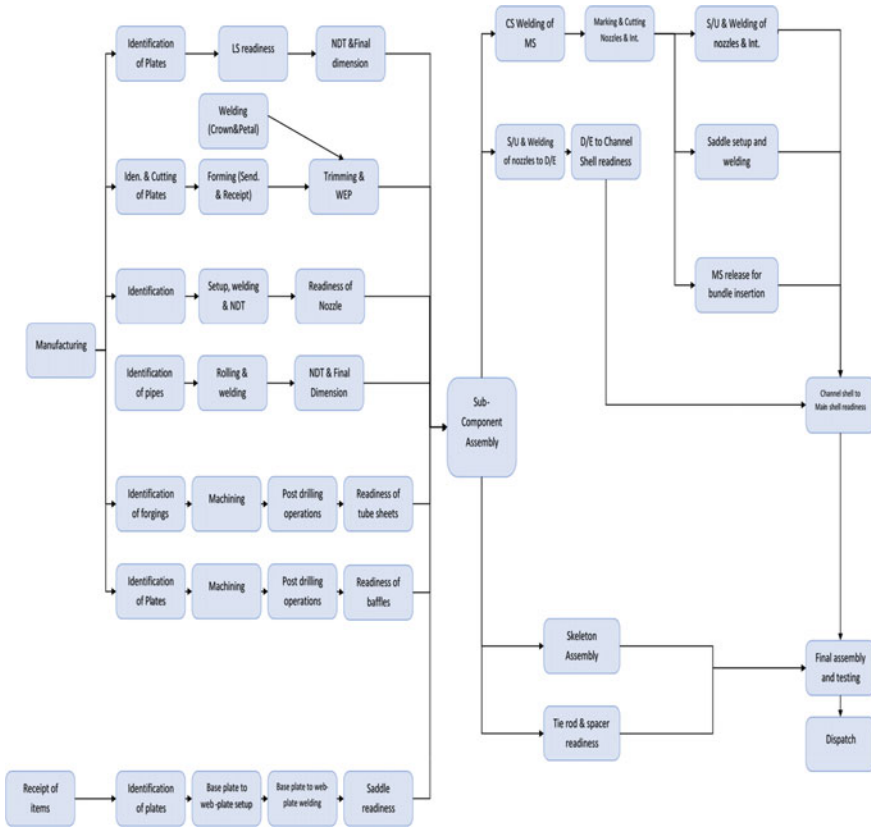 Identification
of Plates
LS readiness
NDT &Final
dimension
Welding
(Crown&Petal)
Iden. & Cutting
of Plates
Forming (Send.
& Receipt)
Trimming &
WEP
Identification
Setup, welding
& NDT
Readiness of
Nozzle
Manufacturing
Identification
of pipes
Rolling &
welding
NDT & Final
Dimension
Identification
of forgings
Machining
Post drilling
operations
Readiness of
tube sheets
Identification
of Plates
Machining
Post drilling
operations
Readiness of
baffles
Receipt of
items
Identification
of plates
Base plate to
web -plate setup
Base plate to web-
plate welding
Saddle
readiness
Sub-
Component
Assembly
CS Welding of
MS
Marking & Cutting
Nozzles & Int.
S/U & Welding of
nozzles & Int.
S/U & Welding
of nozzles to D/E
D/E to Channel
Shell readiness
Saddle setup and
welding
MS release for
bundle insertion
Channel shell to
Main shell readiness
Skeleton
Assembly
Tie rod & spacer
readiness
Final assembly
and testing
Dispatch